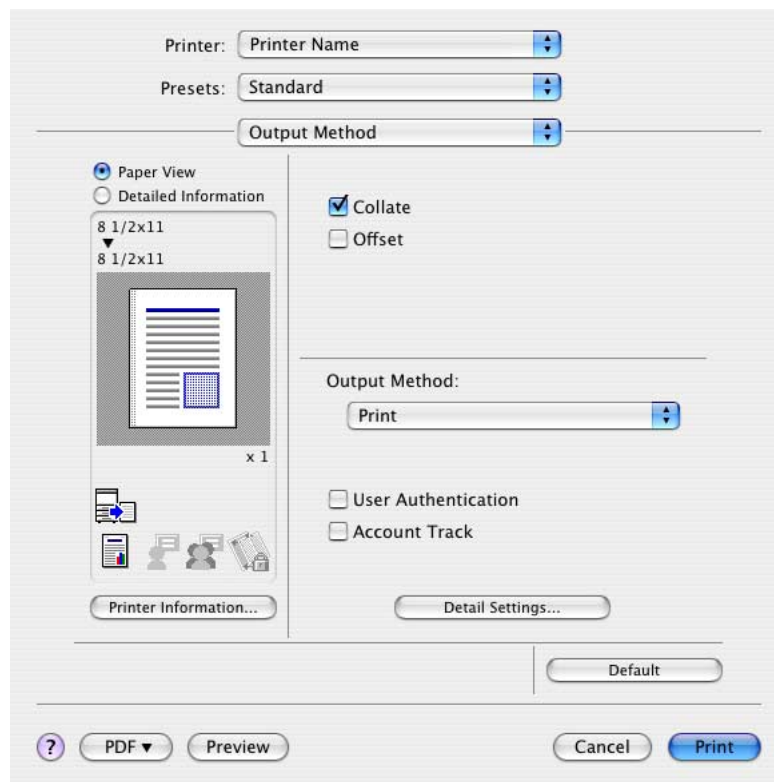 Printer: Printer Name
Presets: Standard
Output Method
Paper View
Detailed Information
8 1/2x11
▼
8 1/2x11
x 1
Printer Information...
Collate
Offset
Output Method:
Print
User Authentication
Account Track
Detail Settings...
Default
? PDF ▼ Preview Cancel Print